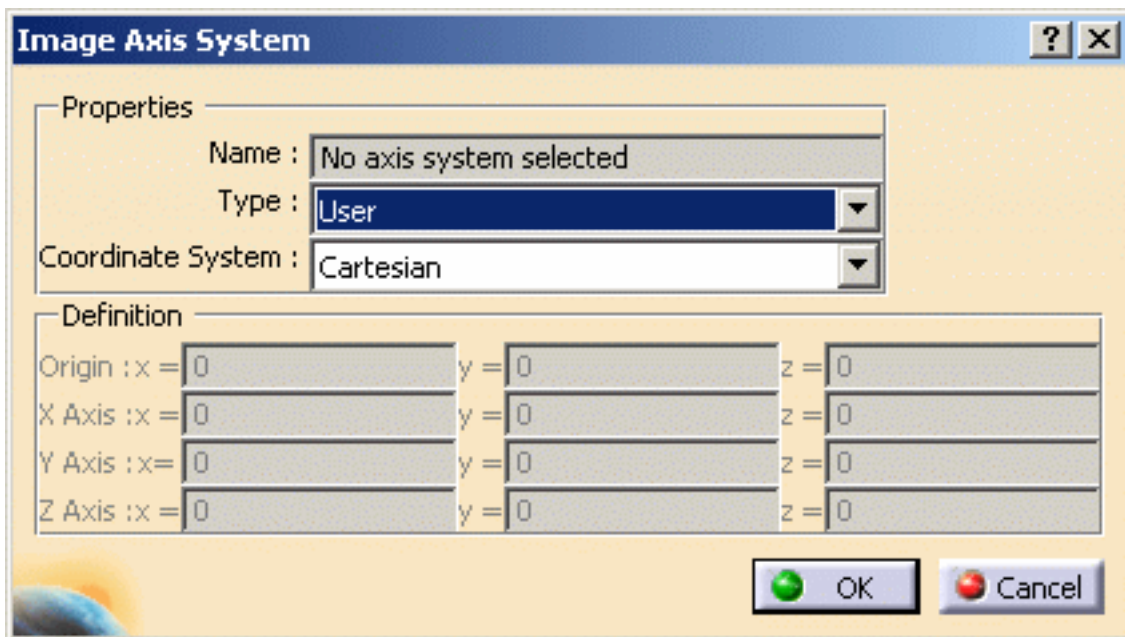 Image Axis System
Properties
Name : No axis system selected
Type : User
Coordinate System : Cartesian
Definition
Origin : x = 0 y = 0 z = 0
X Axis : x = 0 y = 0 z = 0
Y Axis : x= 0 y = 0 z = 0
Z Axis : x = 0 y = 0 z = 0
OK Cancel